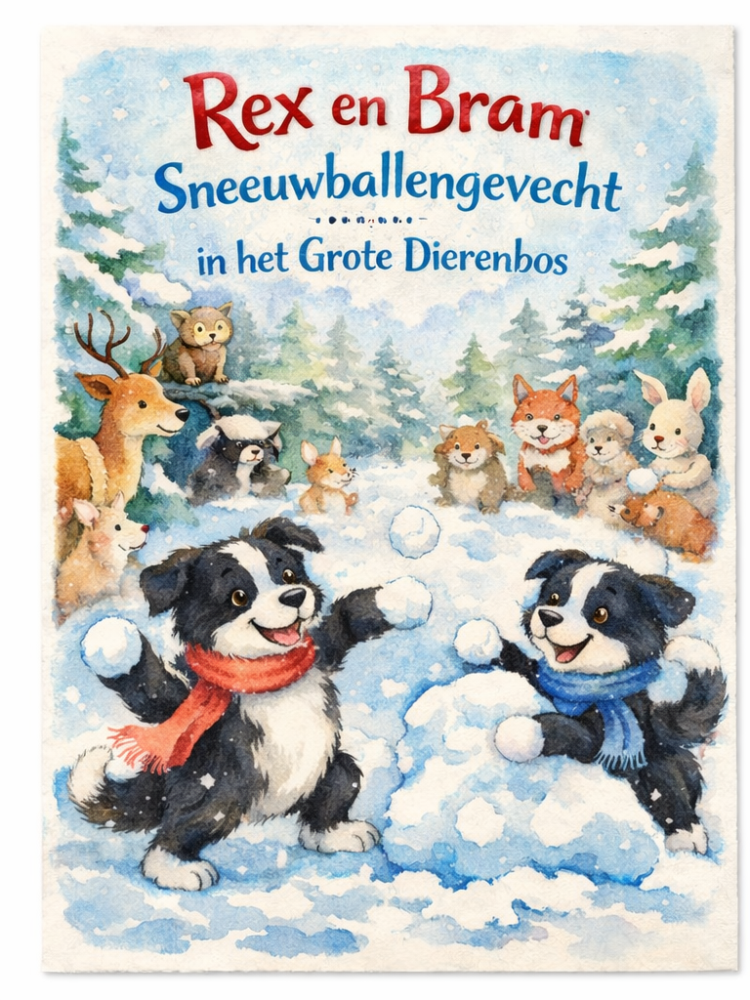 Rex en Bram
Sneeuwballengevecht
in het Grote Dierenbos